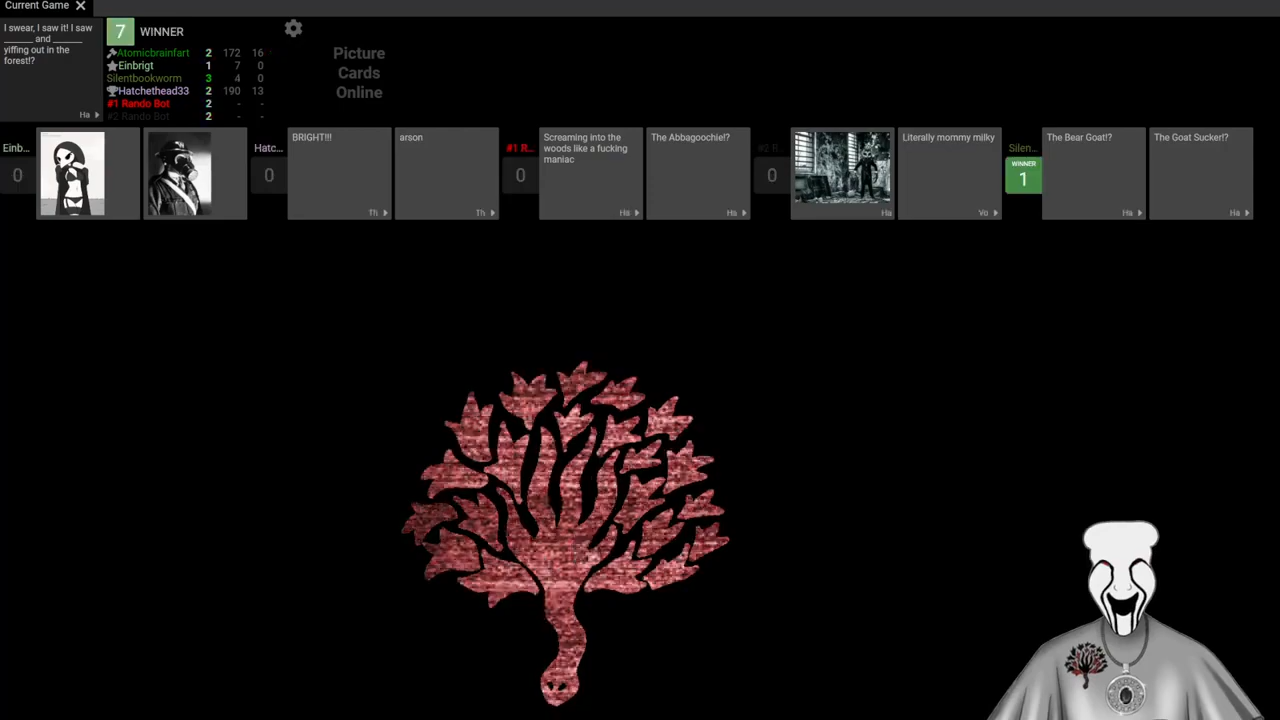 Current Game
I swear, I saw it! I saw
______ and ______
yiffing out in the
forest!?
Ha
7 WINNER
Atomicbrainfart 2 172 16
Einbrigt 1 7 0
Silentbookworm 3 4 0
Hatchethead33 2 190 13
#1 Rando Bot 2 - -
#2 Rando Bot 2 - -
Picture
Cards
Online
Einb...
0
Hatc...
0
BRIGHT!!!
Th
arson
Th
#1 R...
0
Screaming into the
woods like a fucking
maniac
Ha
The Abbagoochie!?
Ha
#2 R...
0
Ha
Literally mommy milky
Vo
Silen...
WINNER
1
The Bear Goat!?
Ha
The Goat Sucker!?
Ha